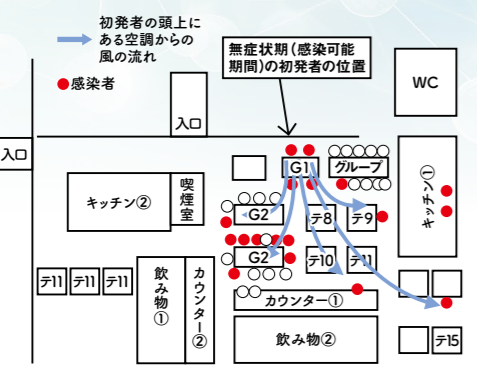 初発者の頭上に
ある空調からの
風の流れ
感染者
無症状期（感染可能
期間）の初発者の位置
WC
入口
入口
G1
グループ
キッチン①
キッチン②
喫煙室
G2
テ8
テ9
G2
テ10
テ11
テ11
テ11
テ11
飲み物①
カウンター②
カウンター①
飲み物②
テ15